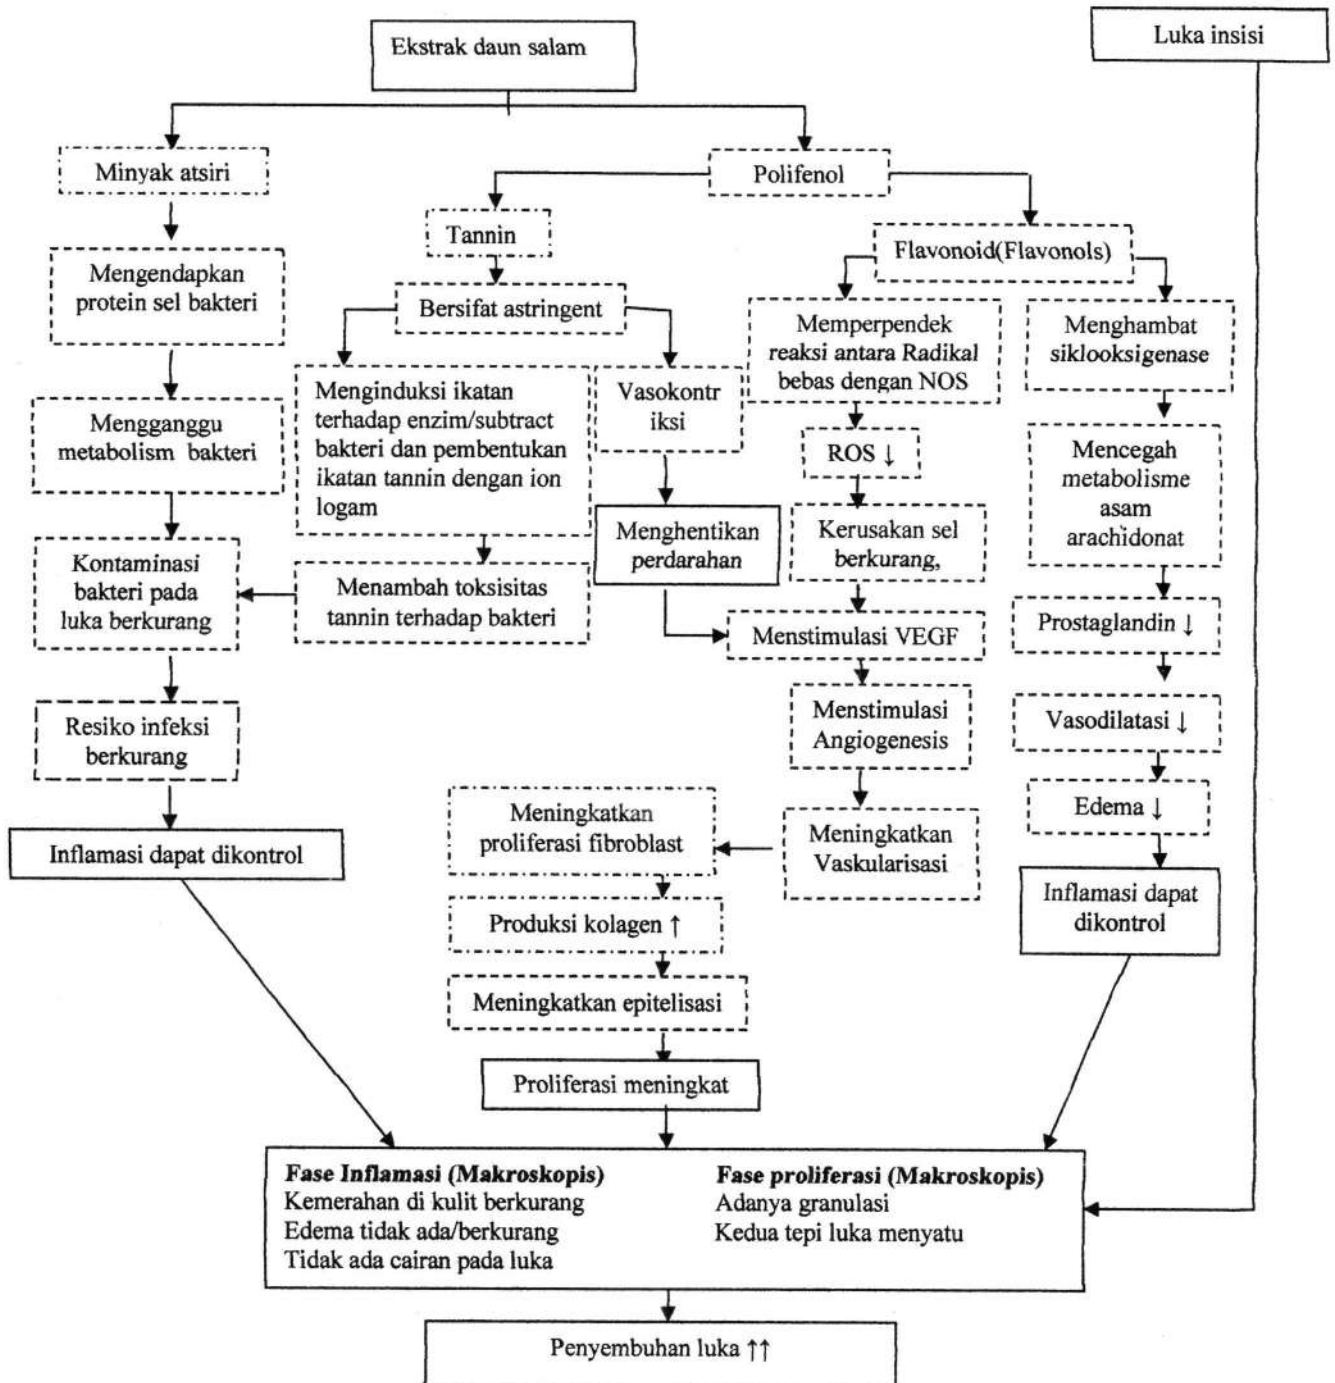 Ekstrak daun salam
Luka insisi
Minyak atsiri
Polifenol
Tannin
Flavonoid(Flavonols)
Mengendapkan
protein sel bakteri
Bersifat astringent
Memperpendek
reaksi antara Radikal
bebas dengan NOS
Menghambat
siklooksigenase
Menginduksi ikatan
terhadap enzim/subtract
bakteri dan pembentukan
ikatan tannin dengan ion
logam
Vasokontr
iksi
Mengganggu
metabolism bakteri
ROS ↓
Mencegah
metabolisme
asam
arachidonat
Menghentikan
perdarahan
Kerusakan sel
berkurang,
Kontaminasi
bakteri pada
luka berkurang
Menambah toksisitas
tannin terhadap bakteri
Menstimulasi VEGF
Prostaglandin ↓
Resiko infeksi
berkurang
Menstimulasi
Angiogenesis
Vasodilatasi ↓
Meningkatkan
proliferasi fibroblast
Meningkatkan
Vaskularisasi
Edema ↓
Inflamasi dapat dikontrol
Inflamasi dapat
dikontrol
Produksi kolagen ↑
Meningkatkan epitelisasi
Proliferasi meningkat
Fase Inflamasi (Makroskopis)
Kemerahan di kulit berkurang
Edema tidak ada/berkurang
Tidak ada cairan pada luka
Fase proliferasi (Makroskopis)
Adanya granulasi
Kedua tepi luka menyatu
Penyembuhan luka ↑↑